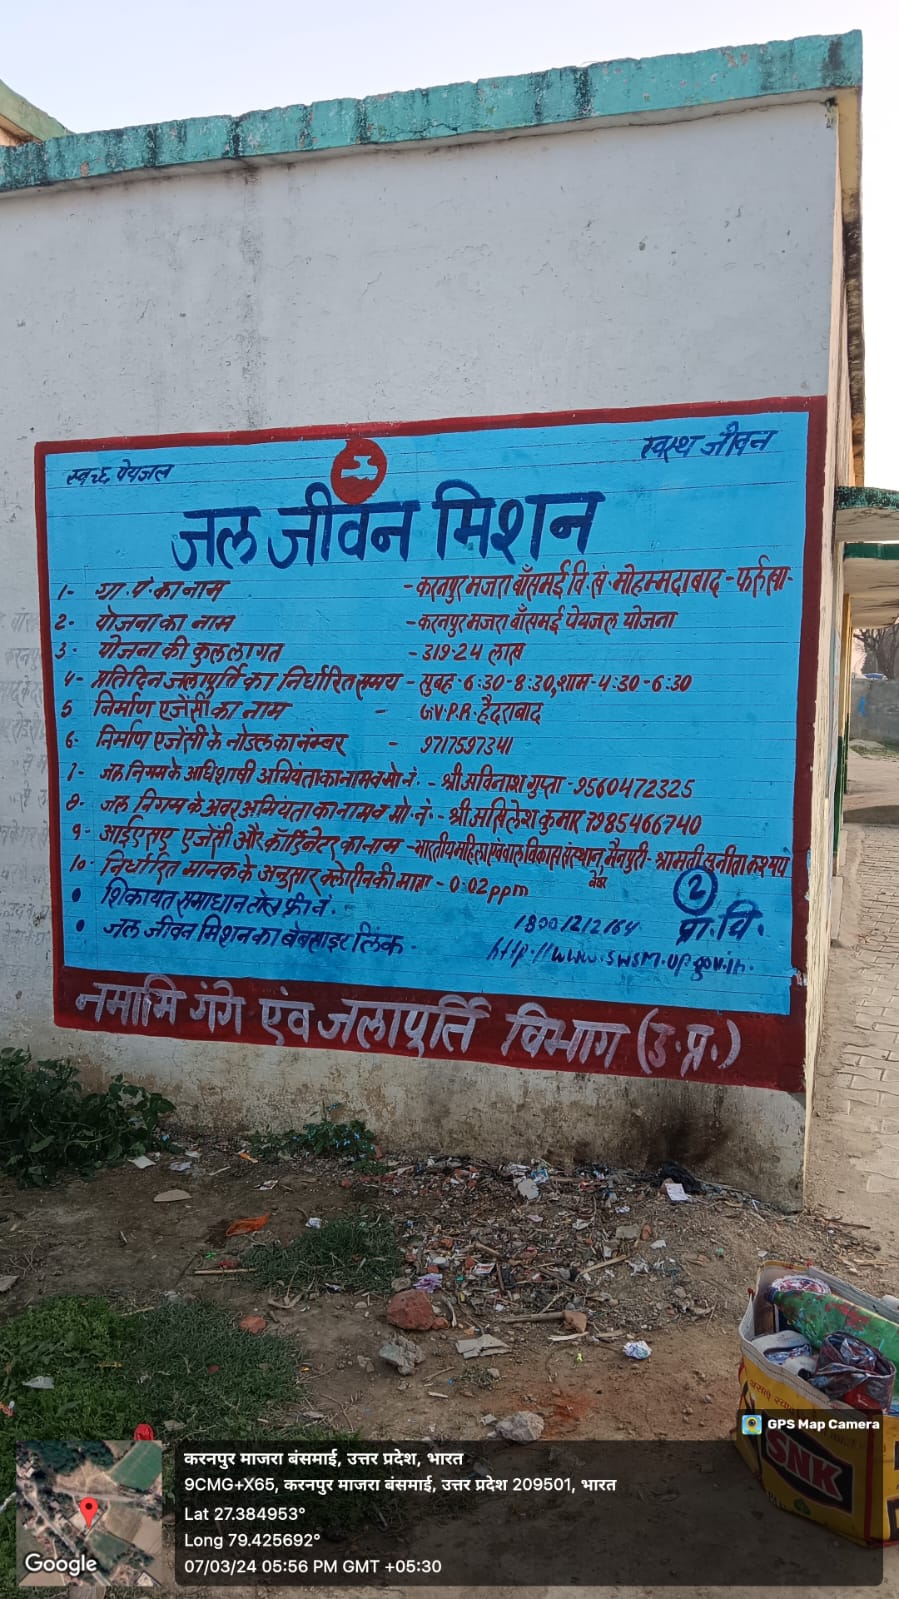 स्वच्छ पेयजल
स्वस्थ जीवन
जल जीवन मिशन
1- ग्रा. पं. का नाम - करनपुर मजरा बाँसमई वि. खं. मोहम्मदाबाद - फर्रुखा-
2- योजना का नाम - करनपुर मजरा बाँसमई पेयजल योजना
3- योजना की कुल लागत - 319.24 लाख
4- प्रतिदिन जलापूर्ति का निर्धारित समय - सुबह-6:30-8:30, शाम-4:30-6:30
5 निर्माण एजेंसी का नाम - G.V.P.R. हैदराबाद
6- निर्माण एजेंसी के नोडल का नम्बर - 9717597341
7- जल निगम के अधिशाषी अभियंता का नाम व मो. नं. - श्री अविनाश गुप्ता - 9560472325
8- जल निगम के अवर अभियंता का नाम व मो. नं. - श्री अखिलेश कुमार 7985466740
9- आईएसए एजेंसी और कॉर्डिनेटर का नाम - भारतीय महिला एवं बाल विकास संस्थान, मैनपुरी - श्रीमती सुनीता कश्यप
10- निर्धारित मानक के अनुसार क्लोरीन की मात्रा - 0.02ppm
• शिकायत समाधान टोल फ्री नं. 18001212164
• जल जीवन मिशन का बेबसाइट लिंक - http://www.swsm.up.gov.in.
2
प्रा. वि.
नमामि गंगे एंव जलापूर्ति विभाग (उ.प्र.)
SNK
GPS Map Camera
करनपुर माजरा बंसमाई, उत्तर प्रदेश, भारत
9CMG+X65, करनपुर माजरा बंसमाई, उत्तर प्रदेश 209501, भारत
Lat 27.384953°
Long 79.425692°
07/03/24 05:56 PM GMT +05:30
Google